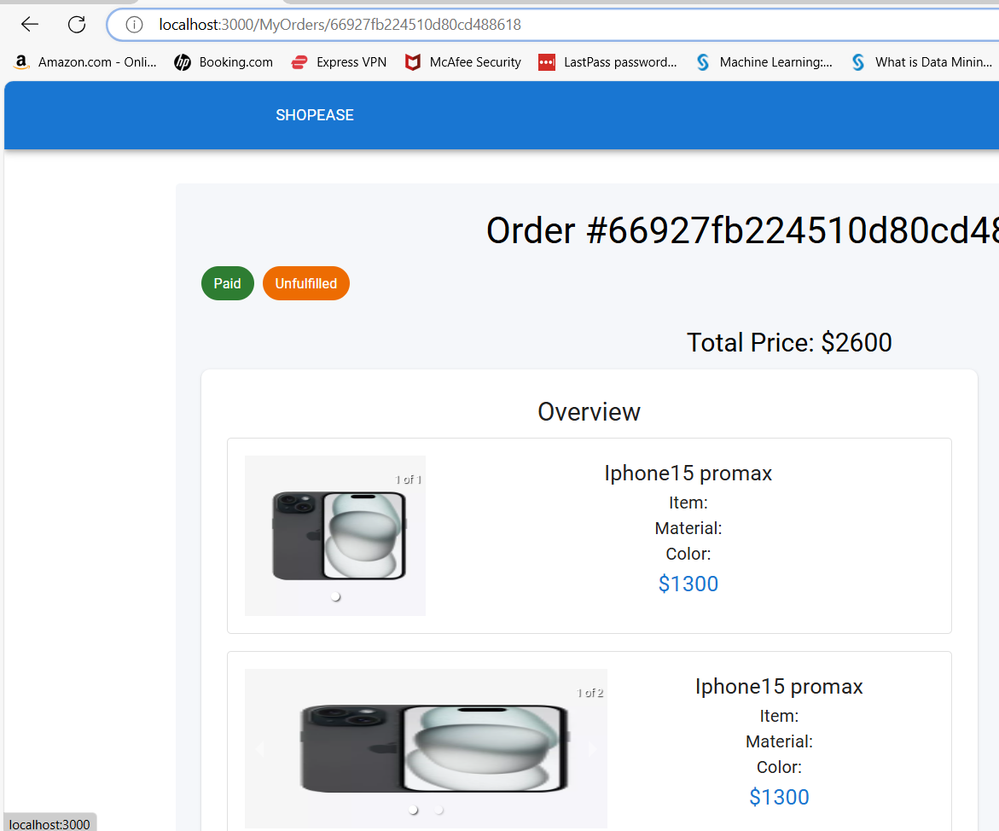 localhost:3000/MyOrders/66927fb224510d80cd488618
Amazon.com - Onli... Booking.com Express VPN McAfee Security LastPass password... Machine Learning:... What is Data Minin...
SHOPEASE
Order #66927fb224510d80cd48
Paid Unfulfilled
Total Price: $2600
Overview
1 of 1
Iphone15 promax
Item:
Material:
Color:
$1300
1 of 2
Iphone15 promax
Item:
Material:
Color:
$1300
localhost:3000